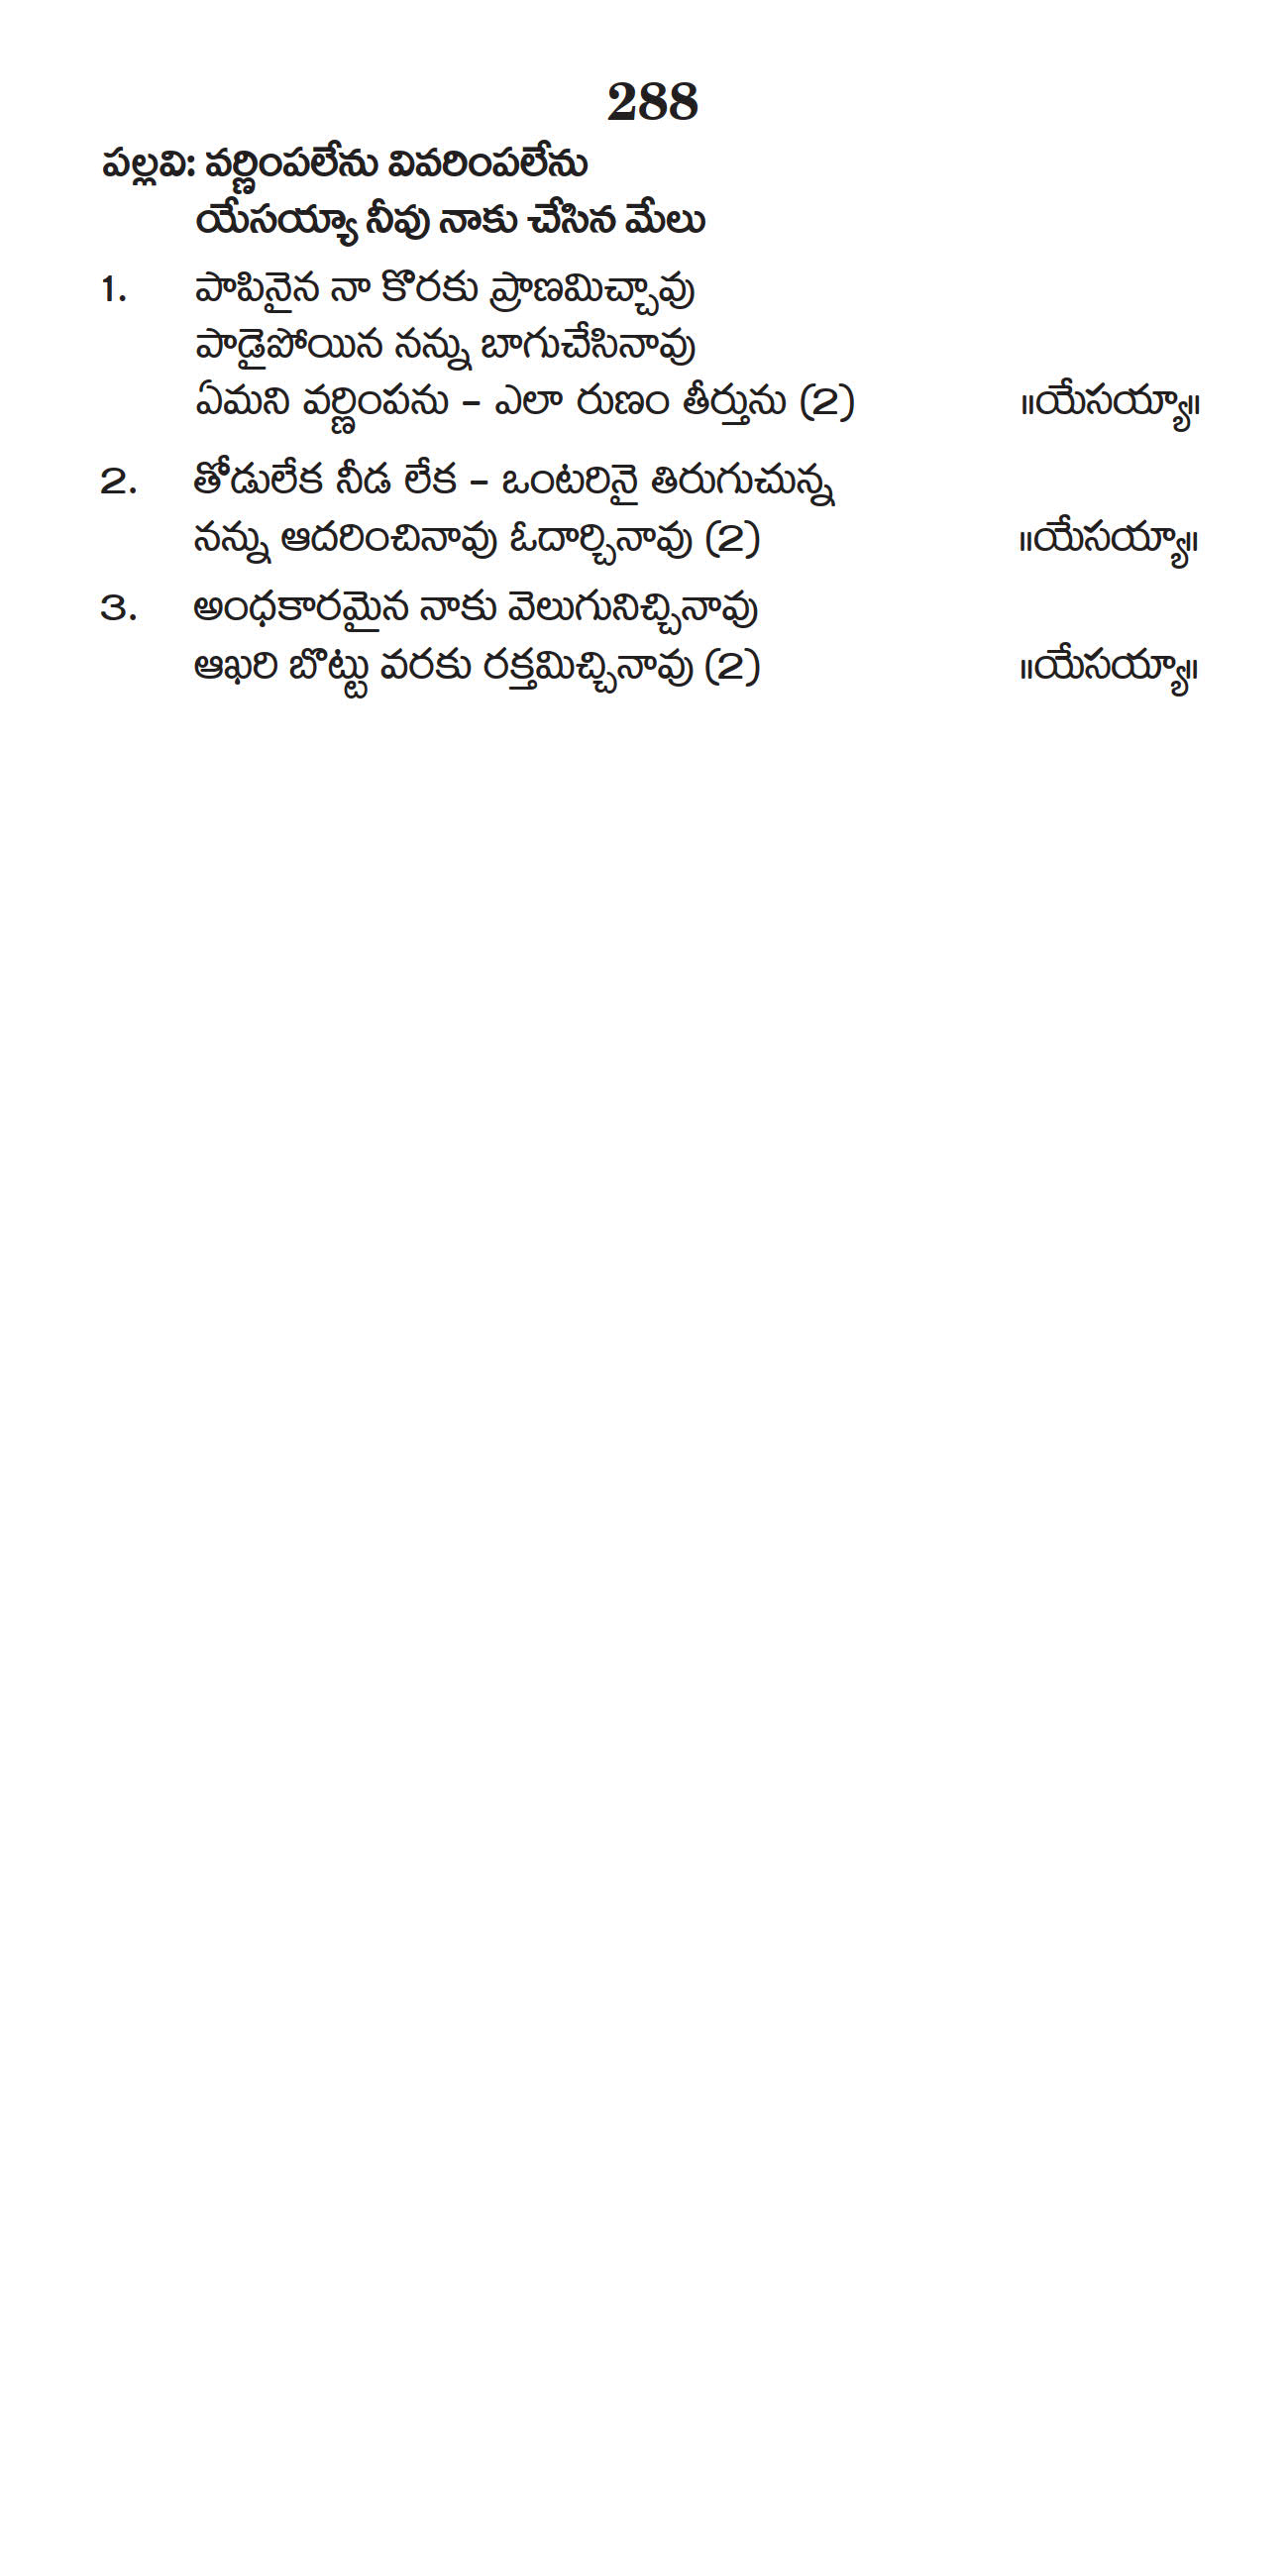 288
పల్లవి: వర్ణింపలేను వివరింపలేను
యేసయ్యా నీవు నాకు చేసిన మేలు
1. పాపినైన నా కొరకు ప్రాణమిచ్చావు
పాడైపోయిన నన్ను బాగుచేసినావు
ఏమని వర్ణింపను – ఎలా రుణం తీర్తును (2) ॥యేసయ్యా॥
2. తోడులేక నీడ లేక – ఒంటరినై తిరుగుచున్న
నన్ను ఆదరించినావు ఓదార్చినావు (2) ॥యేసయ్యా॥
3. అంధకారమైన నాకు వెలుగునిచ్చినావు
ఆఖరి బొట్టు వరకు రక్తమిచ్చినావు (2) ॥యేసయ్యా॥